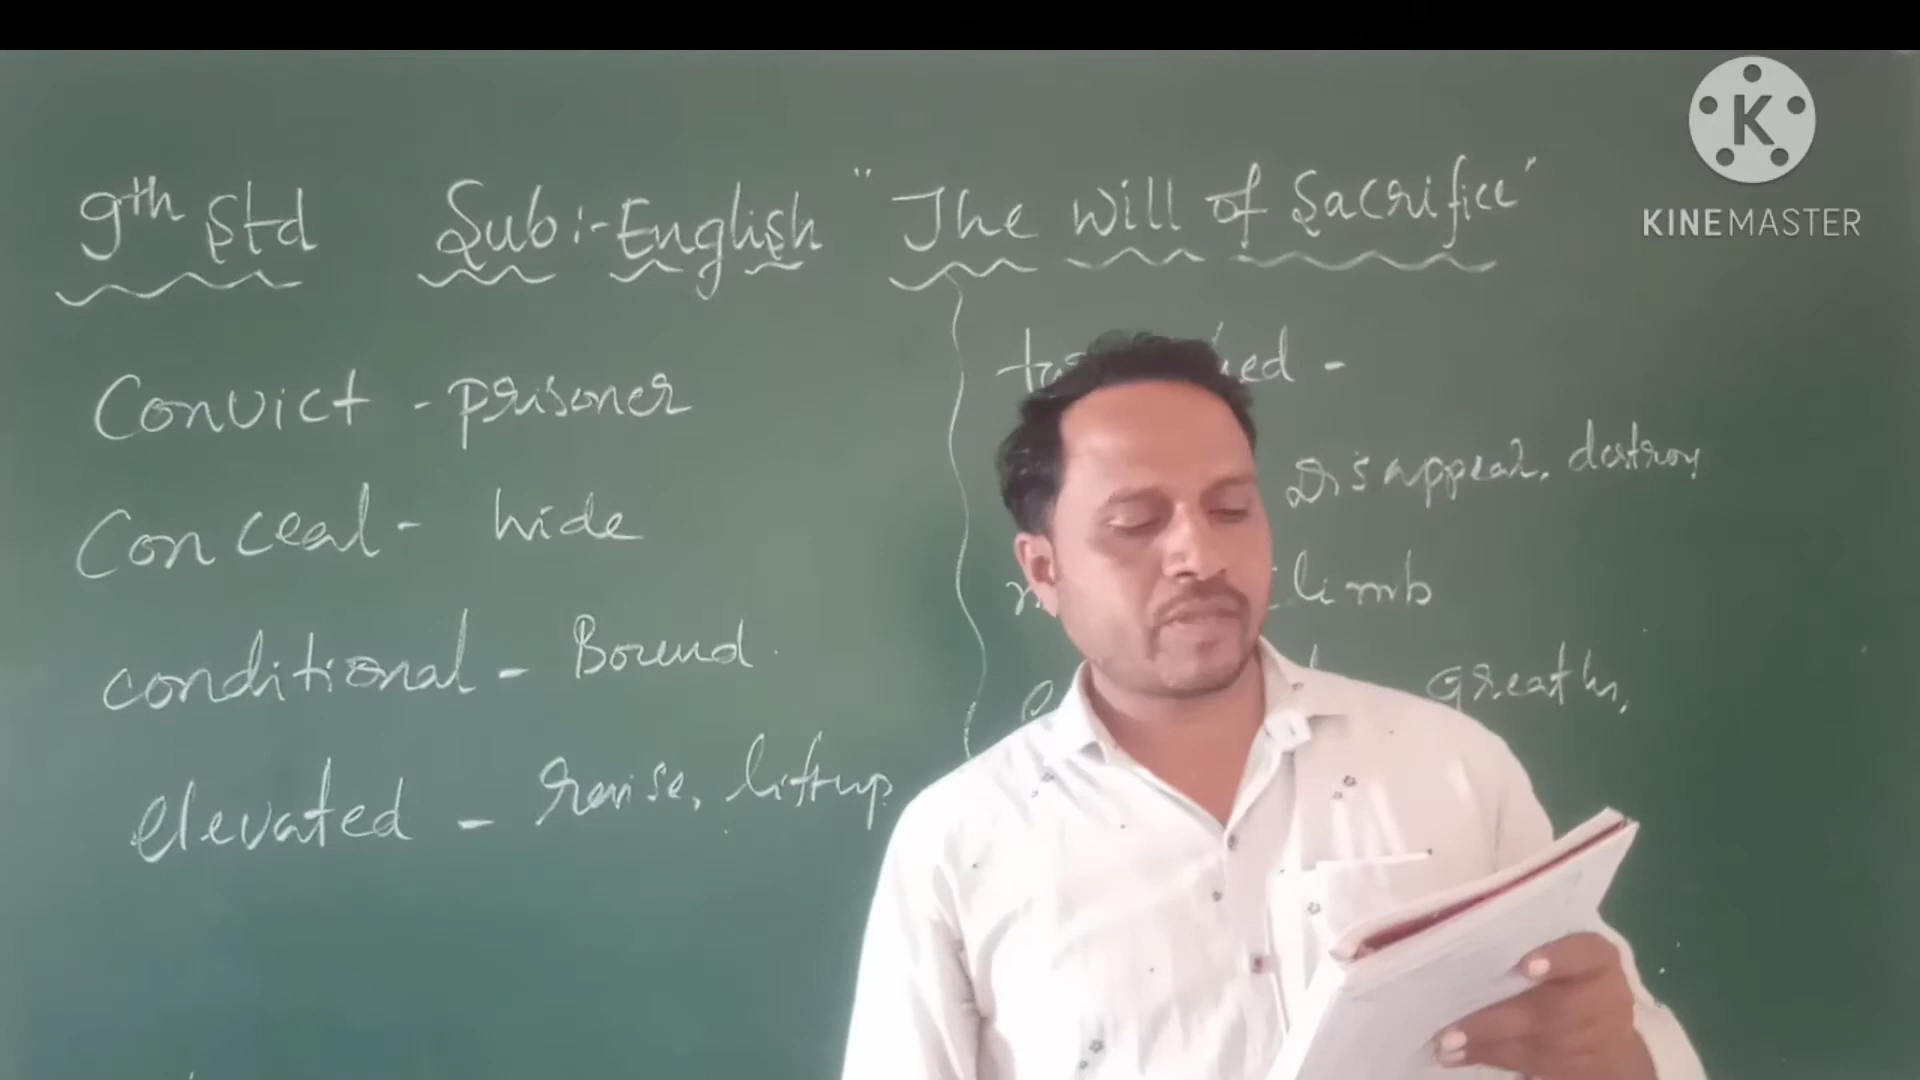 9th Std Sub:- English "The Will of Sacrifice"
Convict - prisoner
Conceal - hide
conditional - Bound.
elevated - raise, liftup
Disappear. destroy
limb
KINEMASTER